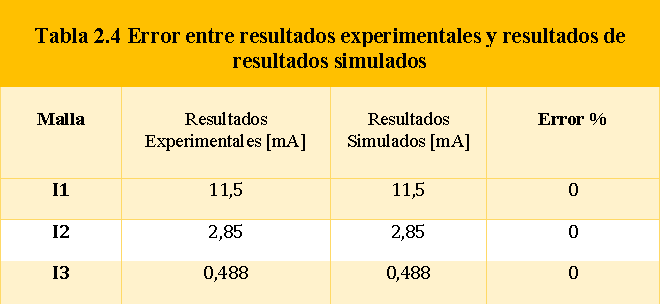 Tabla 2.4 Error entre resultados experimentales y resultados de
resultados simulados
Malla
Resultados
Experimentales [mA]
Resultados
Simulados [mA]
Error %
I1 11,5 11,5 0
I2 2,85 2,85 0
I3 0,488 0,488 0